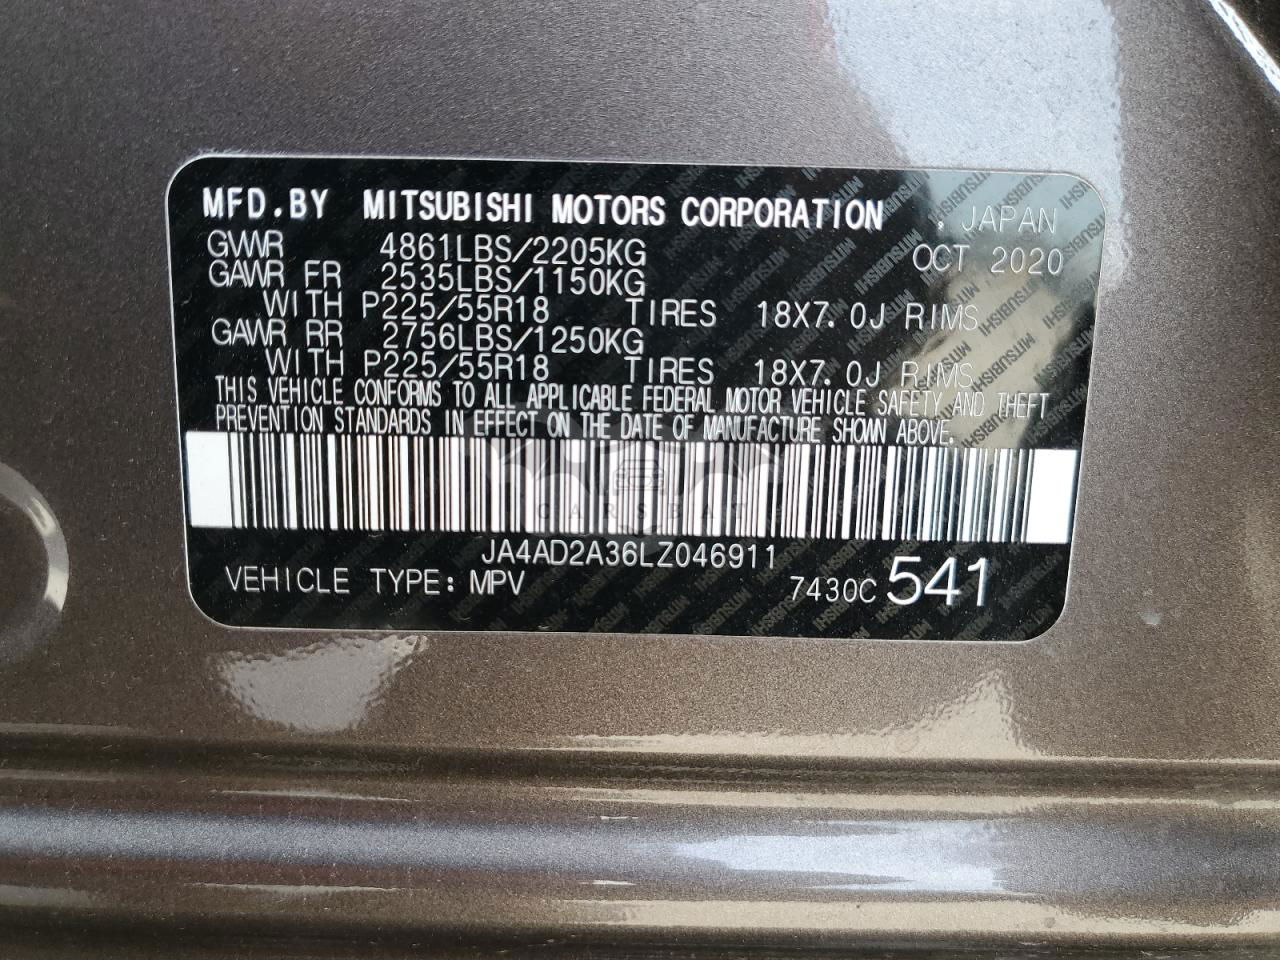 MFD.BY MITSUBISHI MOTORS CORPORATION , JAPAN
GVWR 4861LBS/2205KG OCT 2020
GAWR FR 2535LBS/1150KG
WITH P225/55R18 TIRES 18X7.0J RIMS
GAWR RR 2756LBS/1250KG
WITH P225/55R18 TIRES 18X7.0J RIMS
THIS VEHICLE CONFORMS TO ALL APPLICABLE FEDERAL MOTOR VEHICLE SAFETY AND THEFT
PREVENTION STANDARDS IN EFFECT ON THE DATE OF MANUFACTURE SHOWN ABOVE.
CARSBAT
JA4AD2A36LZ046911
VEHICLE TYPE: MPV 7430C 541